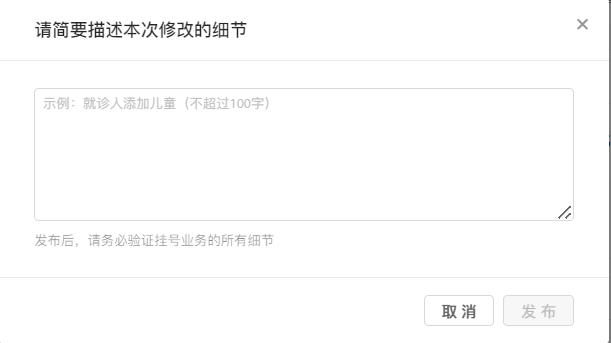 请简要描述本次修改的细节
示例：就诊人添加儿童（不超过100字）
发布后，请务必验证挂号业务的所有细节
取 消
发 布